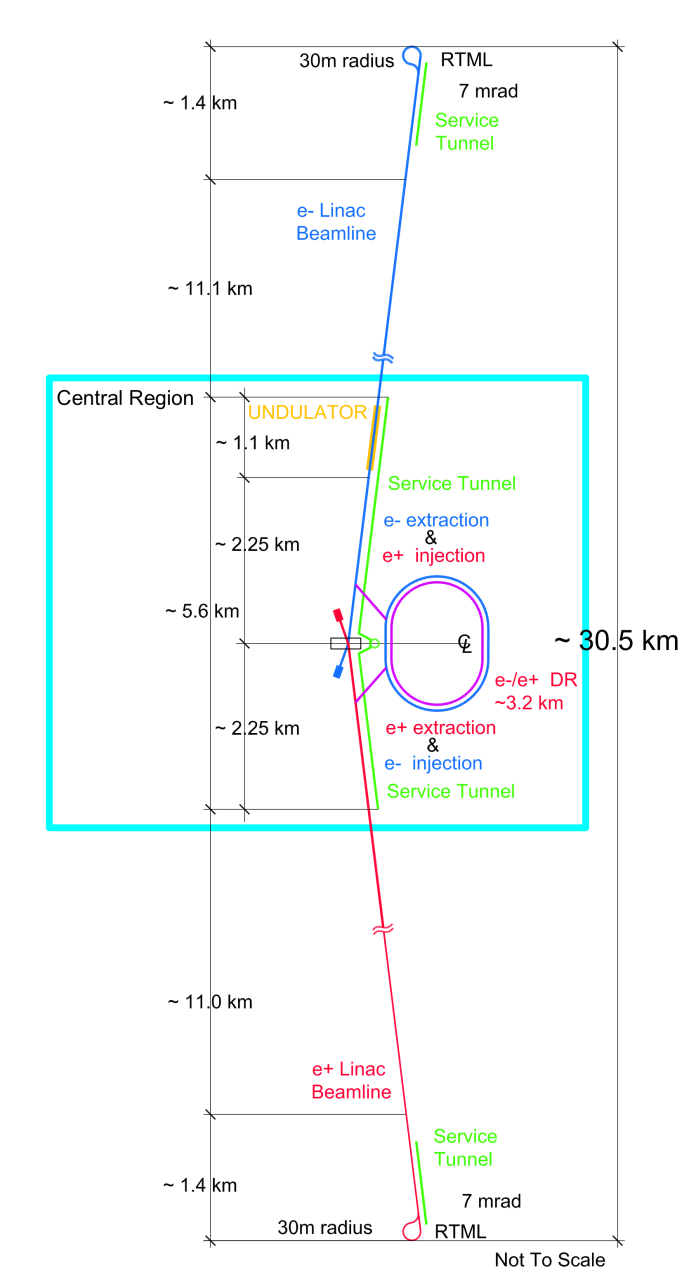 30m radius
RTML
~ 1.4 km
7 mrad
Service
Tunnel
e- Linac
Beamline
~ 11.1 km
Central Region
UNDULATOR
~ 1.1 km
Service Tunnel
e- extraction
&
e+ injection
~ 2.25 km
~ 5.6 km
~ 30.5 km
℄
e-/e+ DR
~3.2 km
~ 2.25 km
e+ extraction
&
e- injection
Service Tunnel
~ 11.0 km
e+ Linac
Beamline
Service
Tunnel
~ 1.4 km
7 mrad
30m radius
RTML
Not To Scale